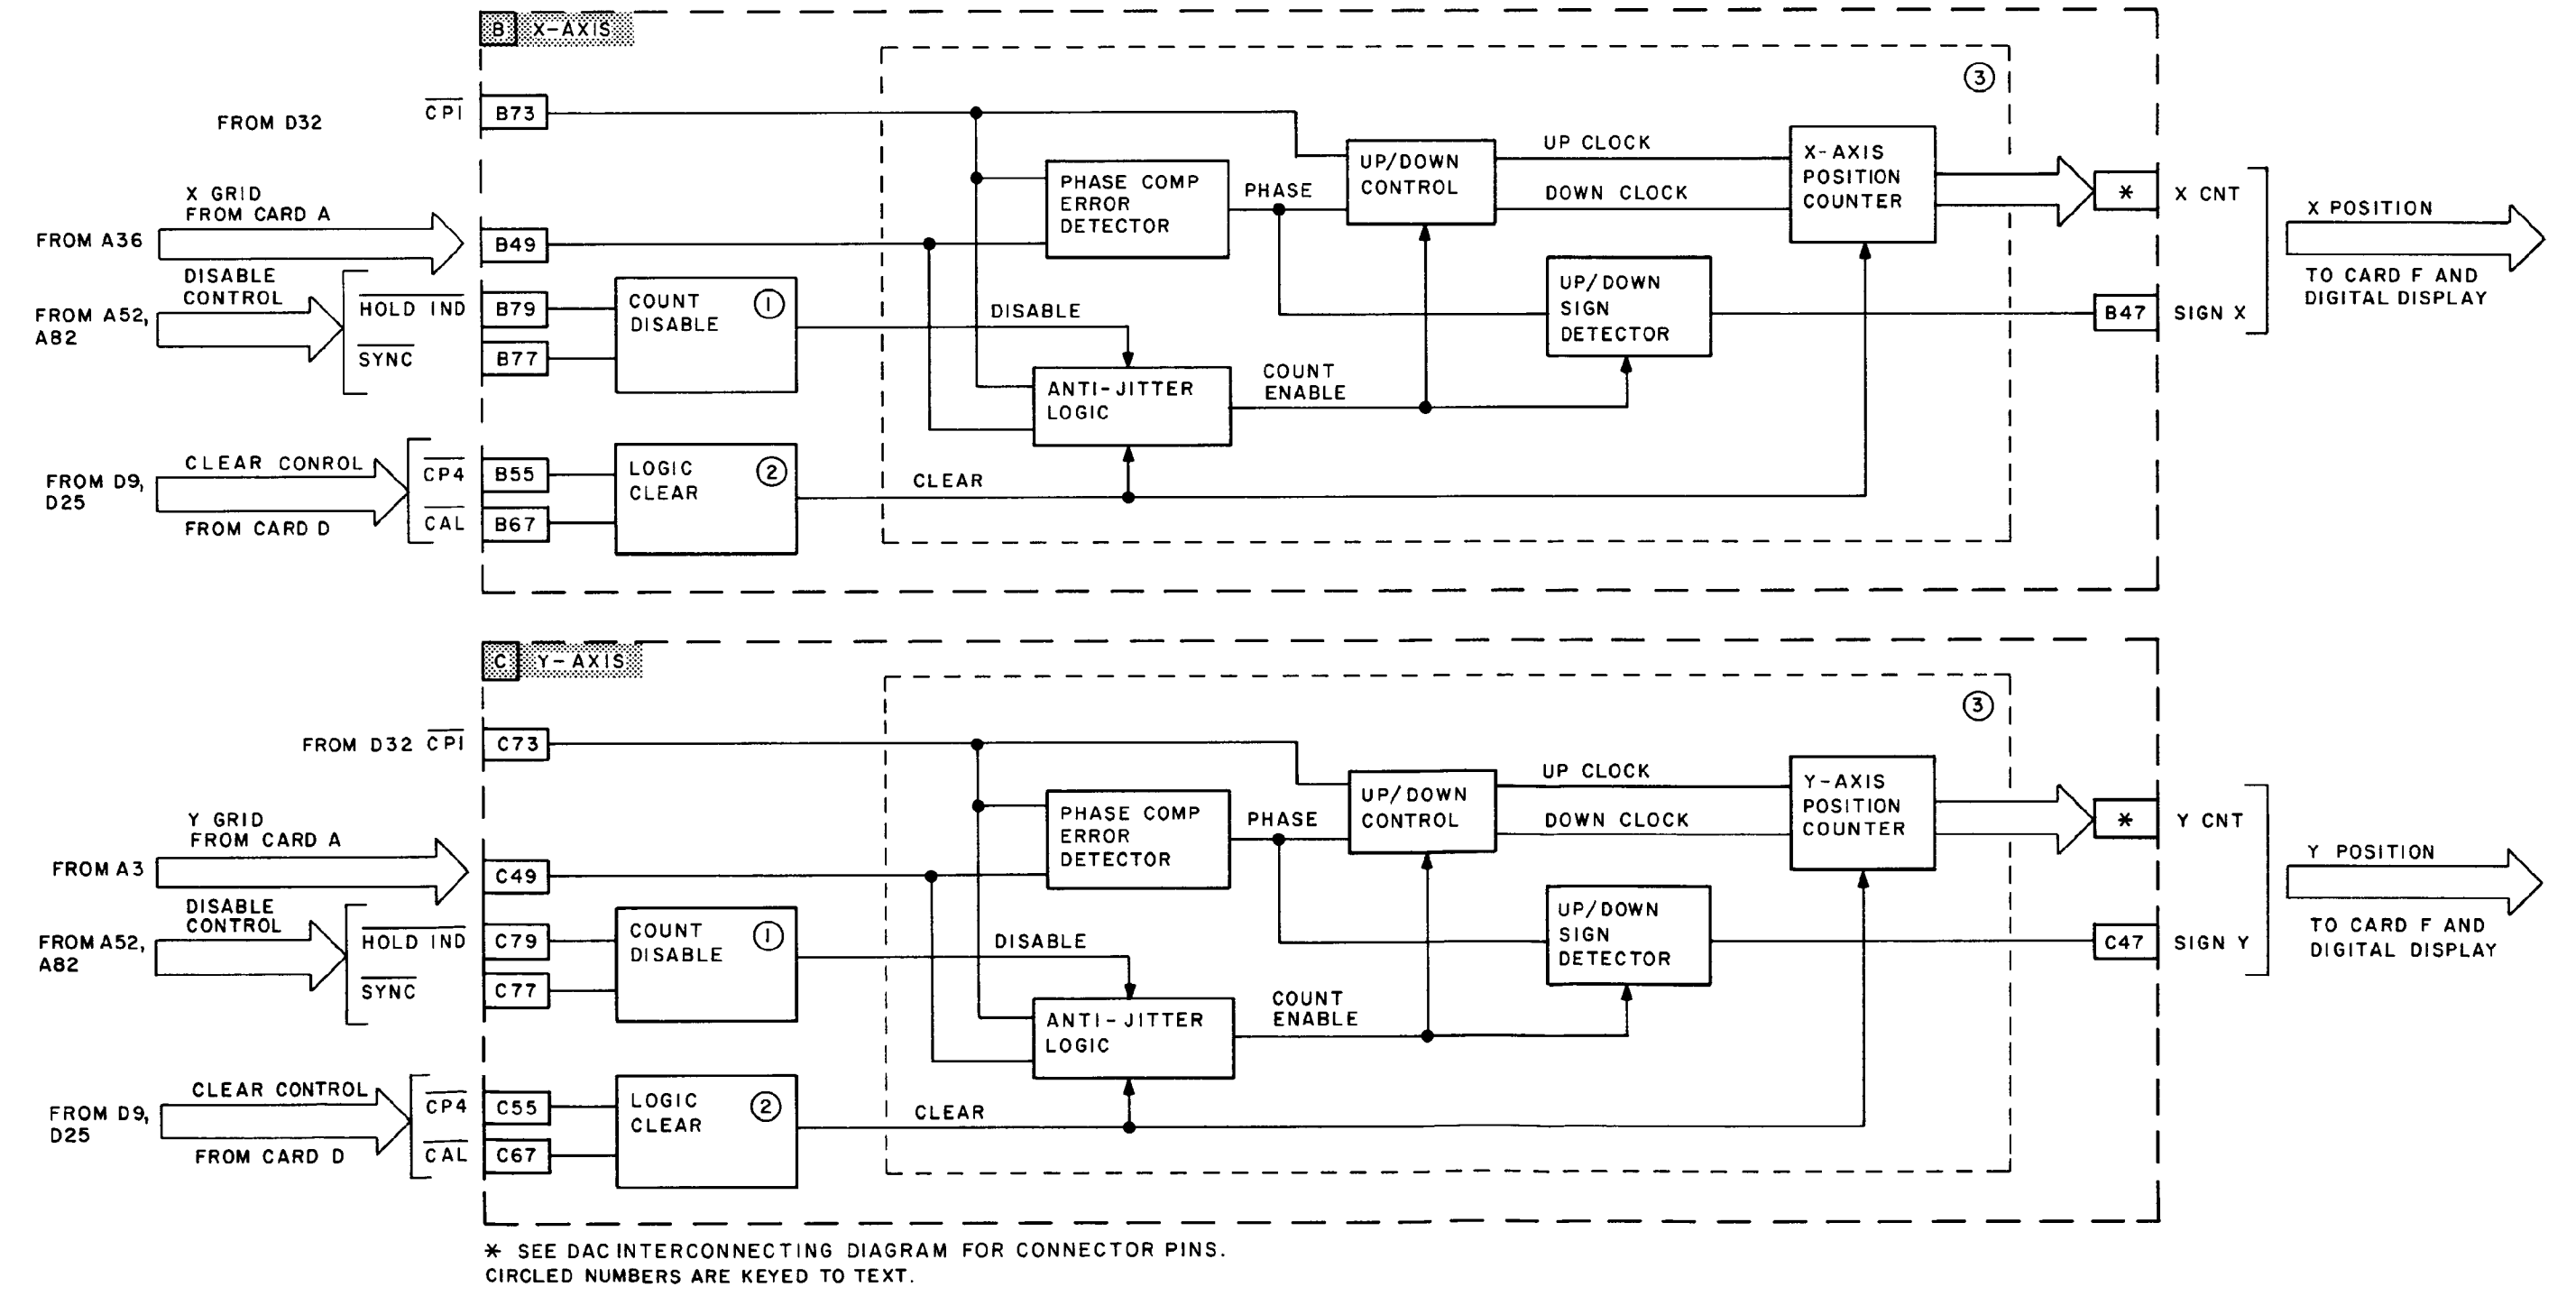 B X-AXIS
3
CPI
B73
FROM D32
UP CLOCK
UP/DOWN
CONTROL
X-AXIS
POSITION
COUNTER
PHASE COMP
ERROR
DETECTOR
PHASE
DOWN CLOCK
* X CNT
X GRID
FROM CARD A
FROM A36
B49
X POSITION
TO CARD F AND
DIGITAL DISPLAY
DISABLE
CONTROL
FROM A52,
A82
HOLD IND
SYNC
B79
B77
COUNT
DISABLE
1
DISABLE
UP/DOWN
SIGN
DETECTOR
B47 SIGN X
ANTI-JITTER
LOGIC
COUNT
ENABLE
CLEAR CONROL
FROM D9,
D25
FROM CARD D
CP4
CAL
B55
B67
LOGIC
CLEAR
2
CLEAR
C Y-AXIS
3
FROM D32 CPI
C73
UP CLOCK
UP/DOWN
CONTROL
Y-AXIS
POSITION
COUNTER
PHASE COMP
ERROR
DETECTOR
PHASE
DOWN CLOCK
* Y CNT
Y GRID
FROM CARD A
FROM A3
C49
Y POSITION
TO CARD F AND
DIGITAL DISPLAY
DISABLE
CONTROL
FROM A52,
A82
HOLD IND
SYNC
C79
C77
COUNT
DISABLE
1
DISABLE
UP/DOWN
SIGN
DETECTOR
C47 SIGN Y
ANTI-JITTER
LOGIC
COUNT
ENABLE
CLEAR CONTROL
FROM D9,
D25
FROM CARD D
CP4
CAL
C55
C67
LOGIC
CLEAR
2
CLEAR
* SEE DAC INTERCONNECTING DIAGRAM FOR CONNECTOR PINS.
CIRCLED NUMBERS ARE KEYED TO TEXT.